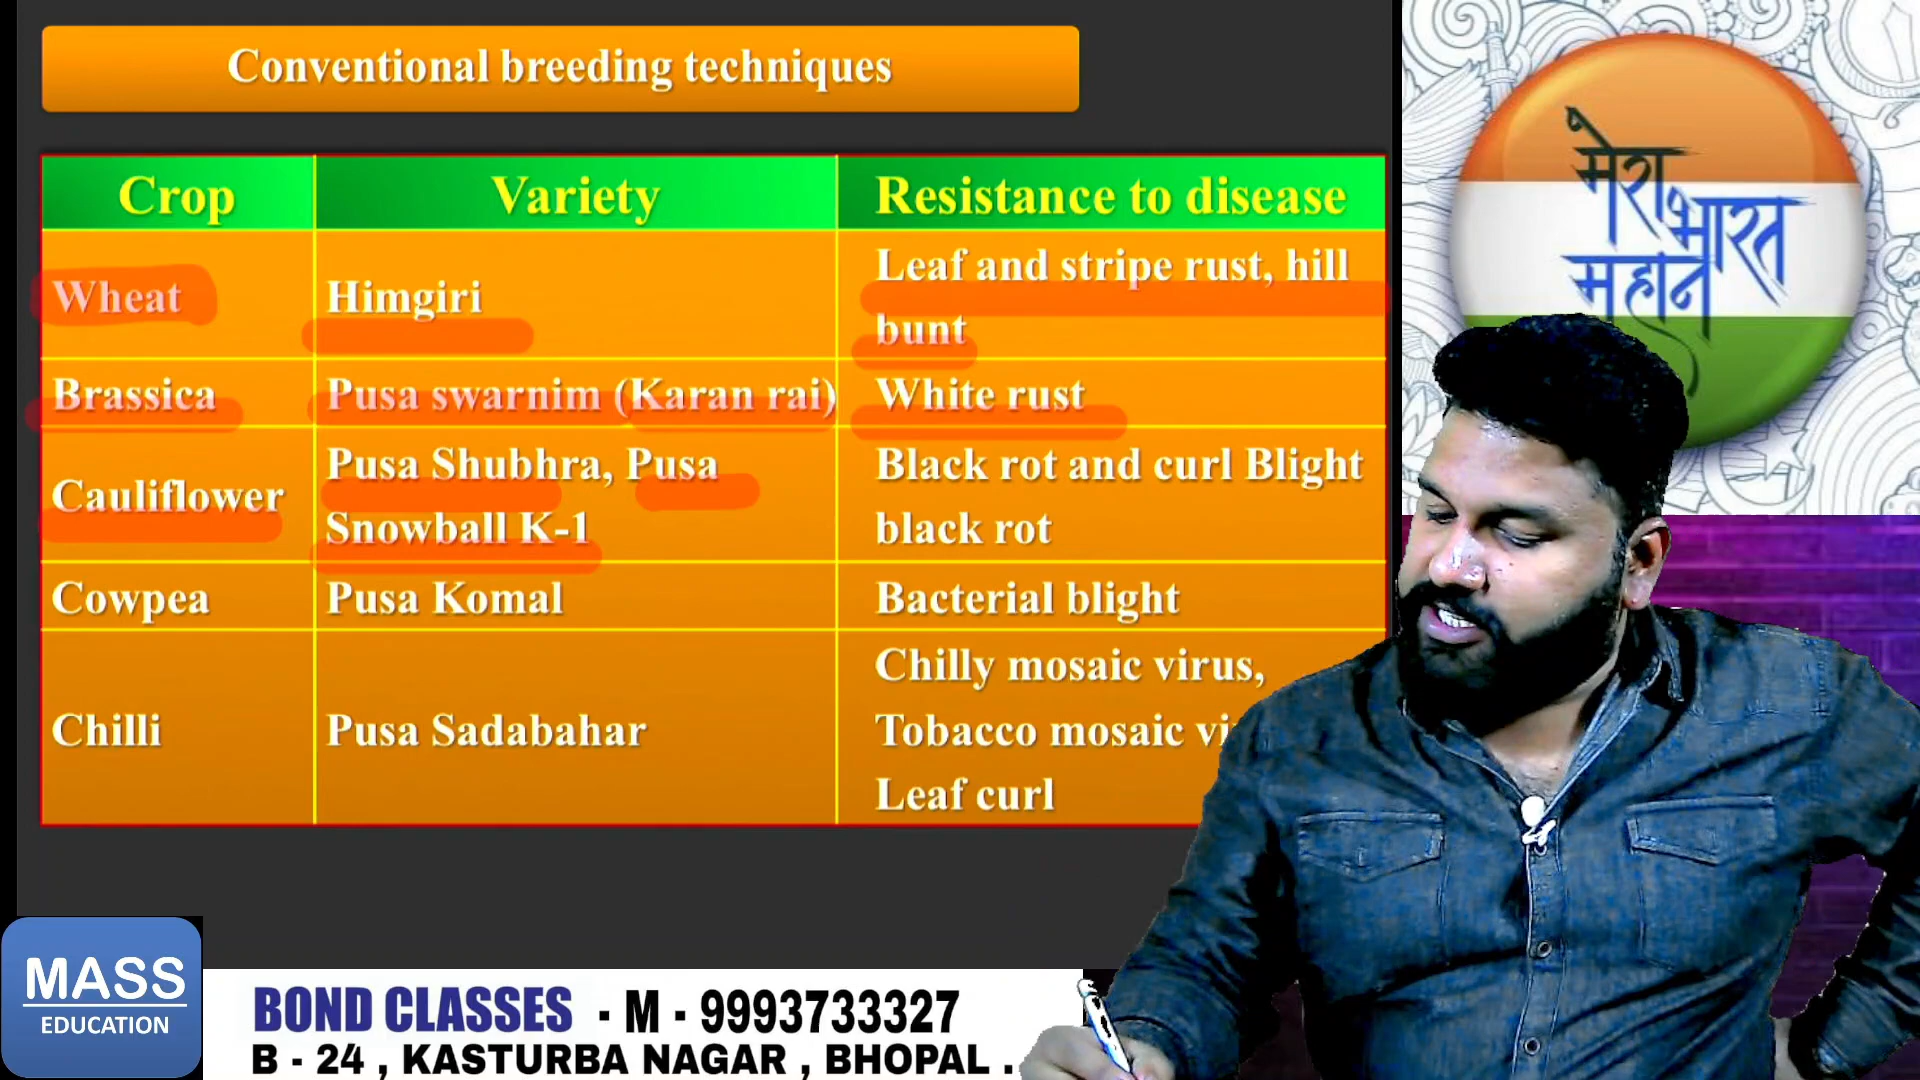 Conventional breeding techniques
Crop Variety Resistance to disease
Wheat Himgiri Leaf and stripe rust, hill
bunt
Brassica Pusa swarnim (Karan rai) White rust
Cauliflower Pusa Shubhra, Pusa Black rot and curl Blight
Snowball K-1 black rot
Cowpea Pusa Komal Bacterial blight
Chilli Pusa Sadabahar Chilly mosaic virus,
Tobacco mosaic
Leaf curl
मेरा
भारत
महान
MASS
EDUCATION
BOND CLASSES - M - 9993733327
B - 24 , KASTURBA NAGAR , BHOPAL .